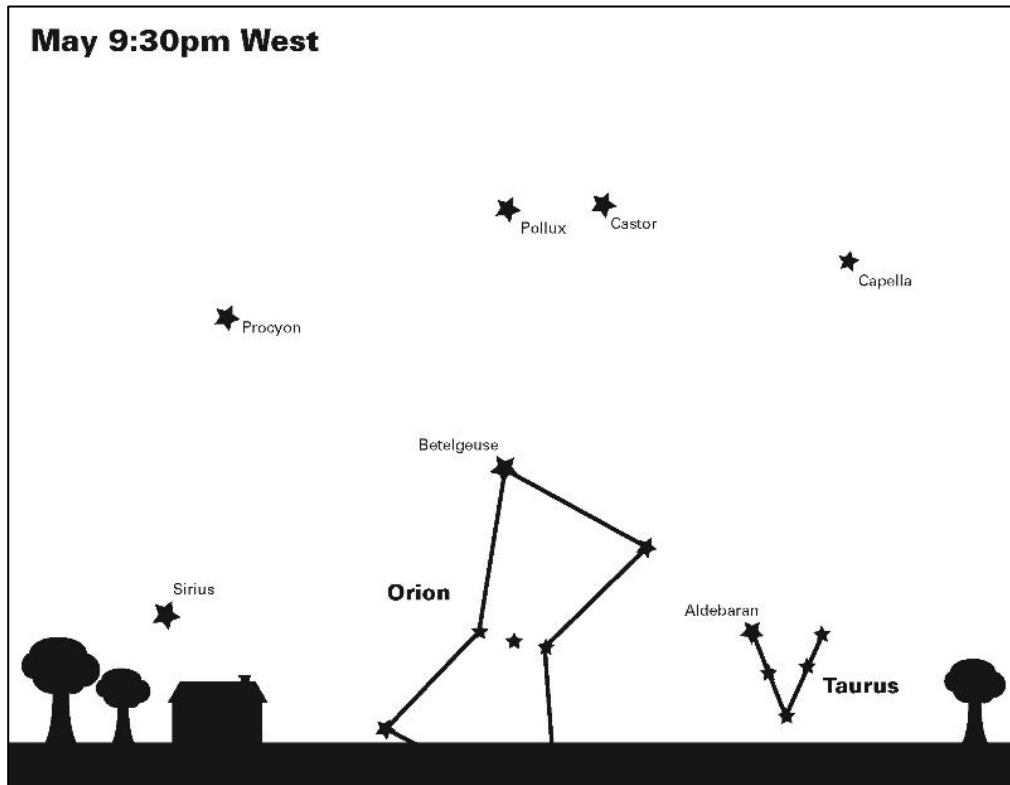 May 9:30pm West
Pollux
Castor
Capella
Procyon
Betelgeuse
Sirius
Orion
Aldebaran
Taurus